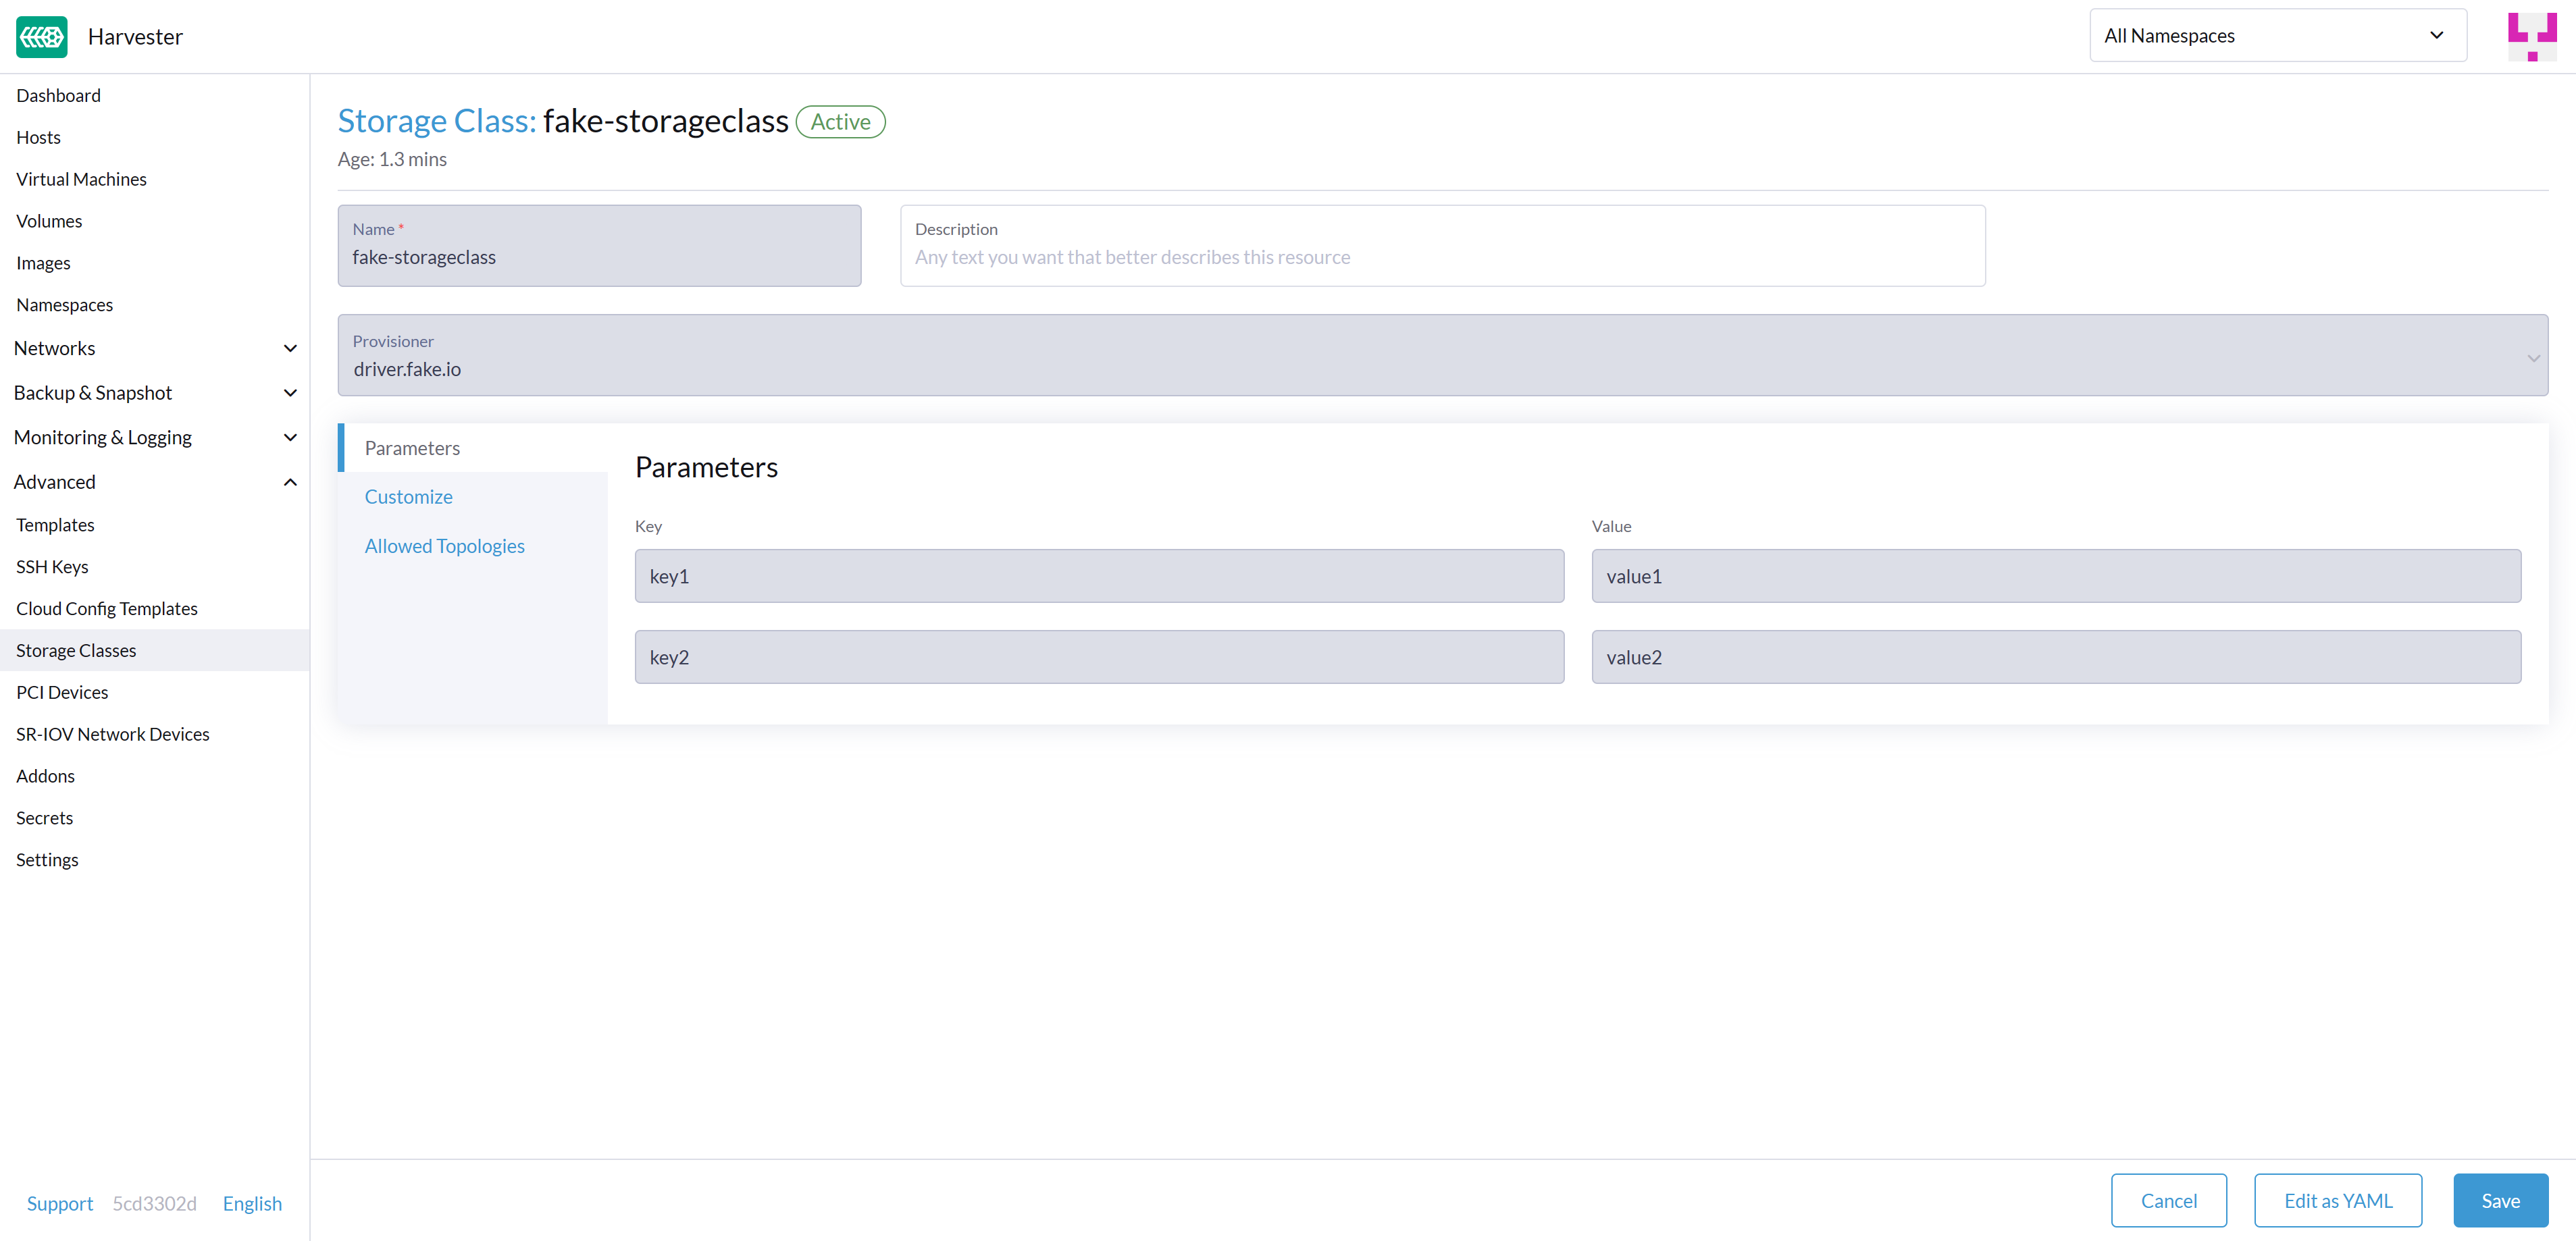 Harvester
All Namespaces
Dashboard
Hosts
Virtual Machines
Volumes
Images
Namespaces
Networks
Backup & Snapshot
Monitoring & Logging
Advanced
Templates
SSH Keys
Cloud Config Templates
Storage Classes
PCI Devices
SR-IOV Network Devices
Addons
Secrets
Settings
Support 5cd3302d English
Storage Class: fake-storageclass Active
Age: 1.3 mins
Name *
fake-storageclass
Description
Any text you want that better describes this resource
Provisioner
driver.fake.io
Parameters
Customize
Allowed Topologies
Parameters
Key Value
key1 value1
key2 value2
Cancel Edit as YAML Save